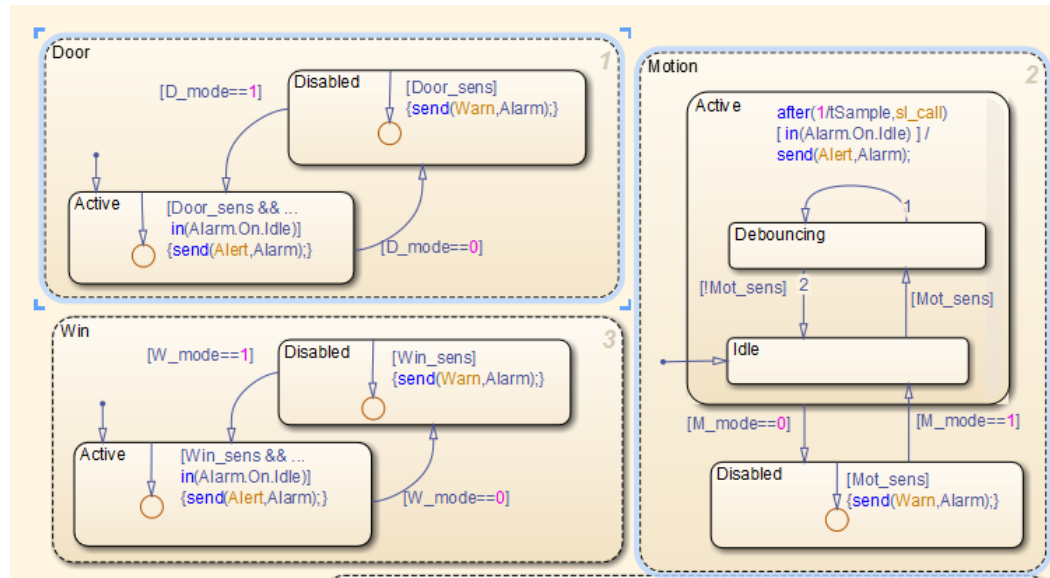 Door
1
[D_mode==1]
Disabled
[Door_sens]
{send(Warn,Alarm);}
Active
[Door_sens && ...
in(Alarm.On.Idle)]
{send(Alert,Alarm);}
[D_mode==0]
Win
3
[W_mode==1]
Disabled
[Win_sens]
{send(Warn,Alarm);}
Active
[Win_sens && ...
in(Alarm.On.Idle)]
{send(Alert,Alarm);}
[W_mode==0]
Motion
2
Active
after(1/tSample,sl_call)
[ in(Alarm.On.Idle) ] /
send(Alert,Alarm);
1
Debouncing
[!Mot_sens]
2
[Mot_sens]
Idle
[M_mode==0]
[M_mode==1]
Disabled
[Mot_sens]
{send(Warn,Alarm);}